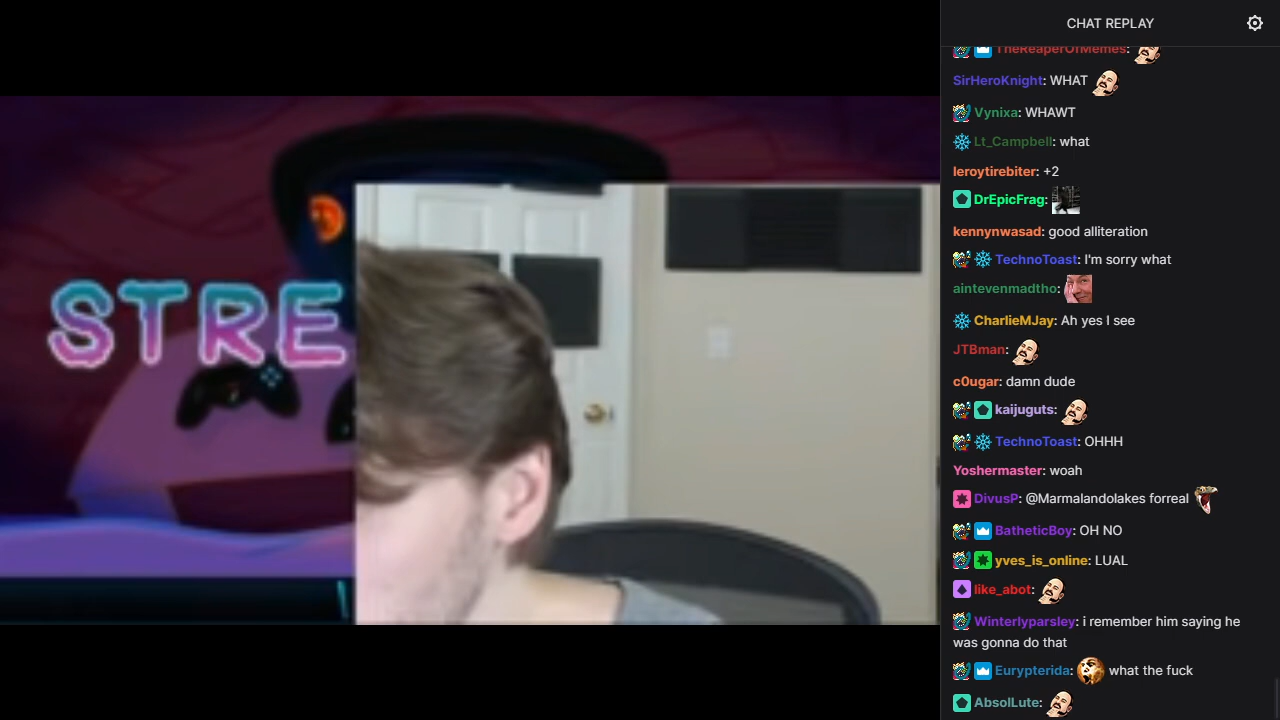 CHAT REPLAY
TheReaperOfMemes:
SirHeroKnight: WHAT
Vynixa: WHAWT
Lt_Campbell: what
leroytirebiter: +2
DrEpicFrag:
kennynwasad: good alliteration
TechnoToast: I'm sorry what
aintevenmadtho:
CharlieMJay: Ah yes I see
JTBman:
c0ugar: damn dude
kaijuguts:
TechnoToast: OHHH
Yoshermaster: woah
DivusP: @Marmalandolakes forreal
BatheticBoy: OH NO
yves_is_online: LUAL
like_abot:
Winterlyparsley: i remember him saying he
was gonna do that
Eurypterida: what the fuck
AbsolLute:
STRE